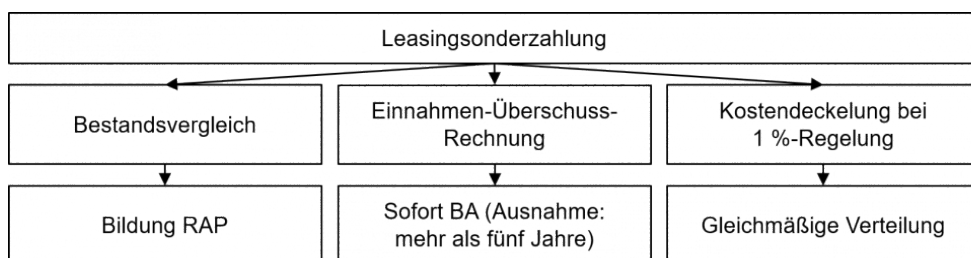 Leasingsonderzahlung
Bestandsvergleich
Einnahmen-Überschuss-
Rechnung
Kostendeckelung bei
1 %-Regelung
Bildung RAP
Sofort BA (Ausnahme:
mehr als fünf Jahre)
Gleichmäßige Verteilung